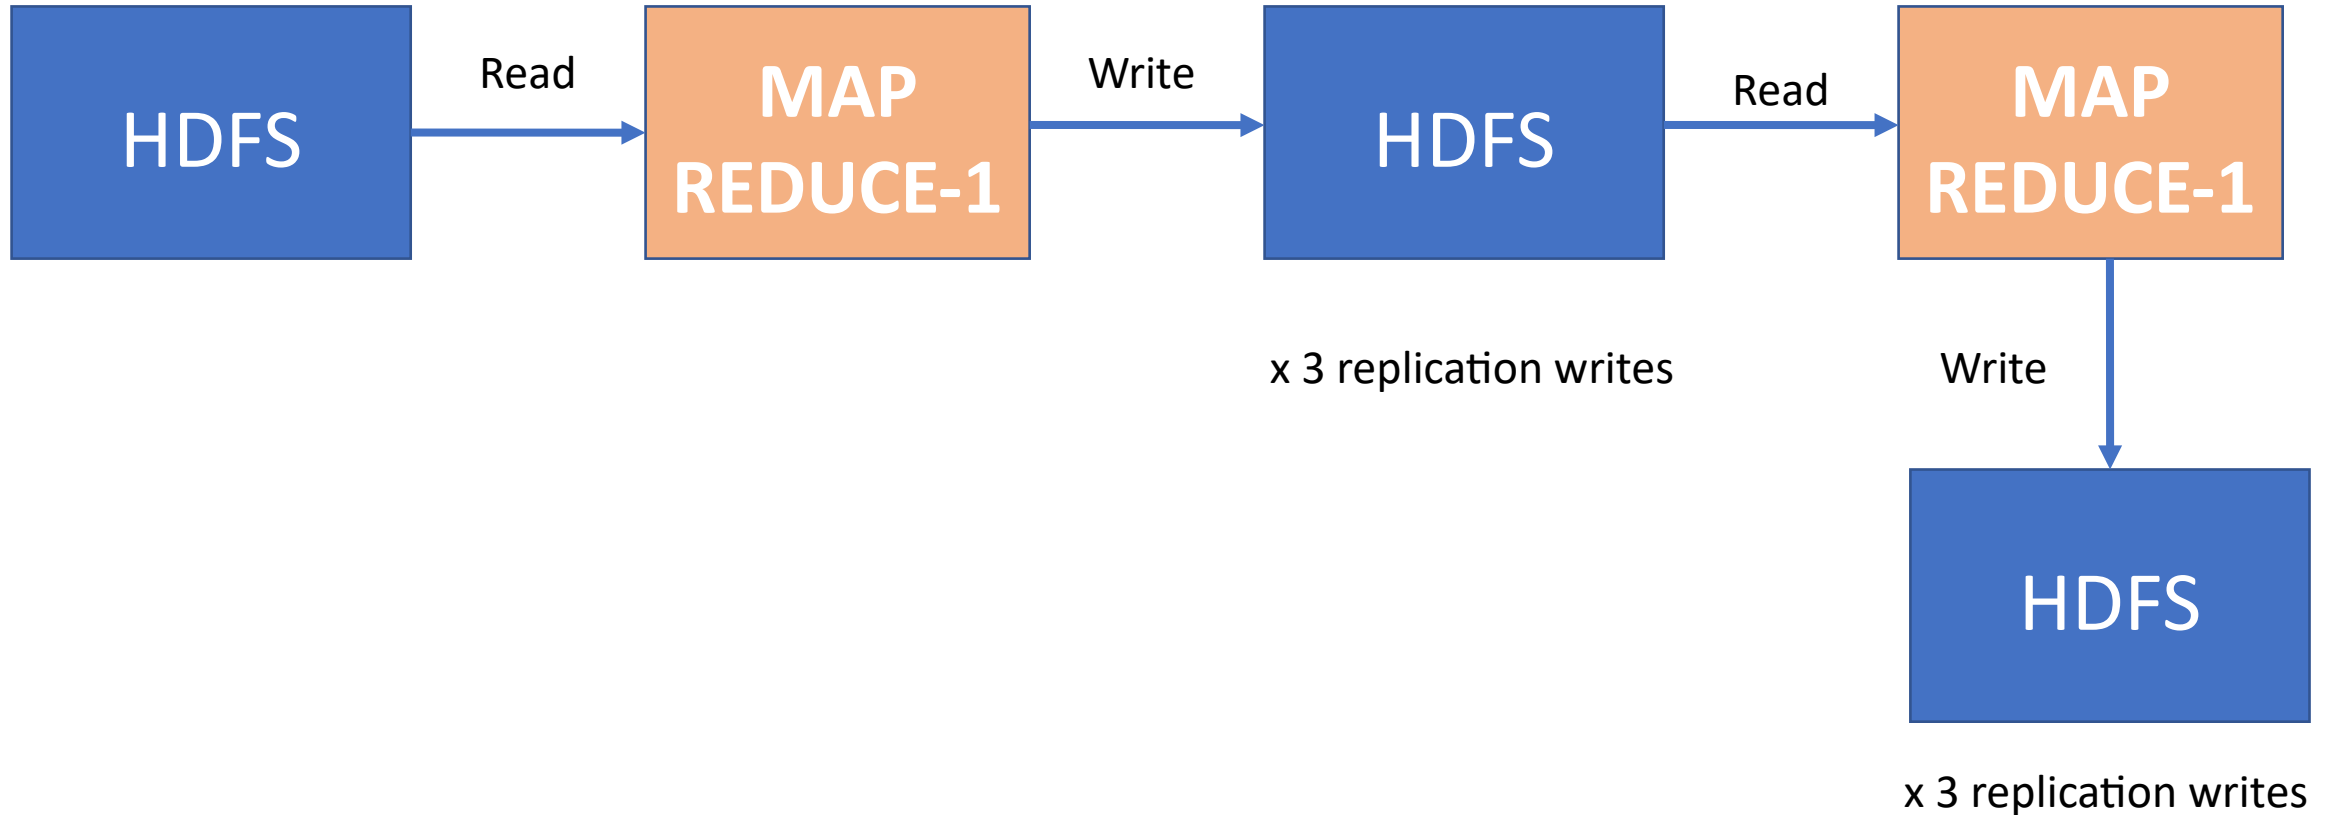 HDFS
Read
MAP
REDUCE-1
Write
HDFS
Read
MAP
REDUCE-1
x 3 replication writes
Write
HDFS
x 3 replication writes